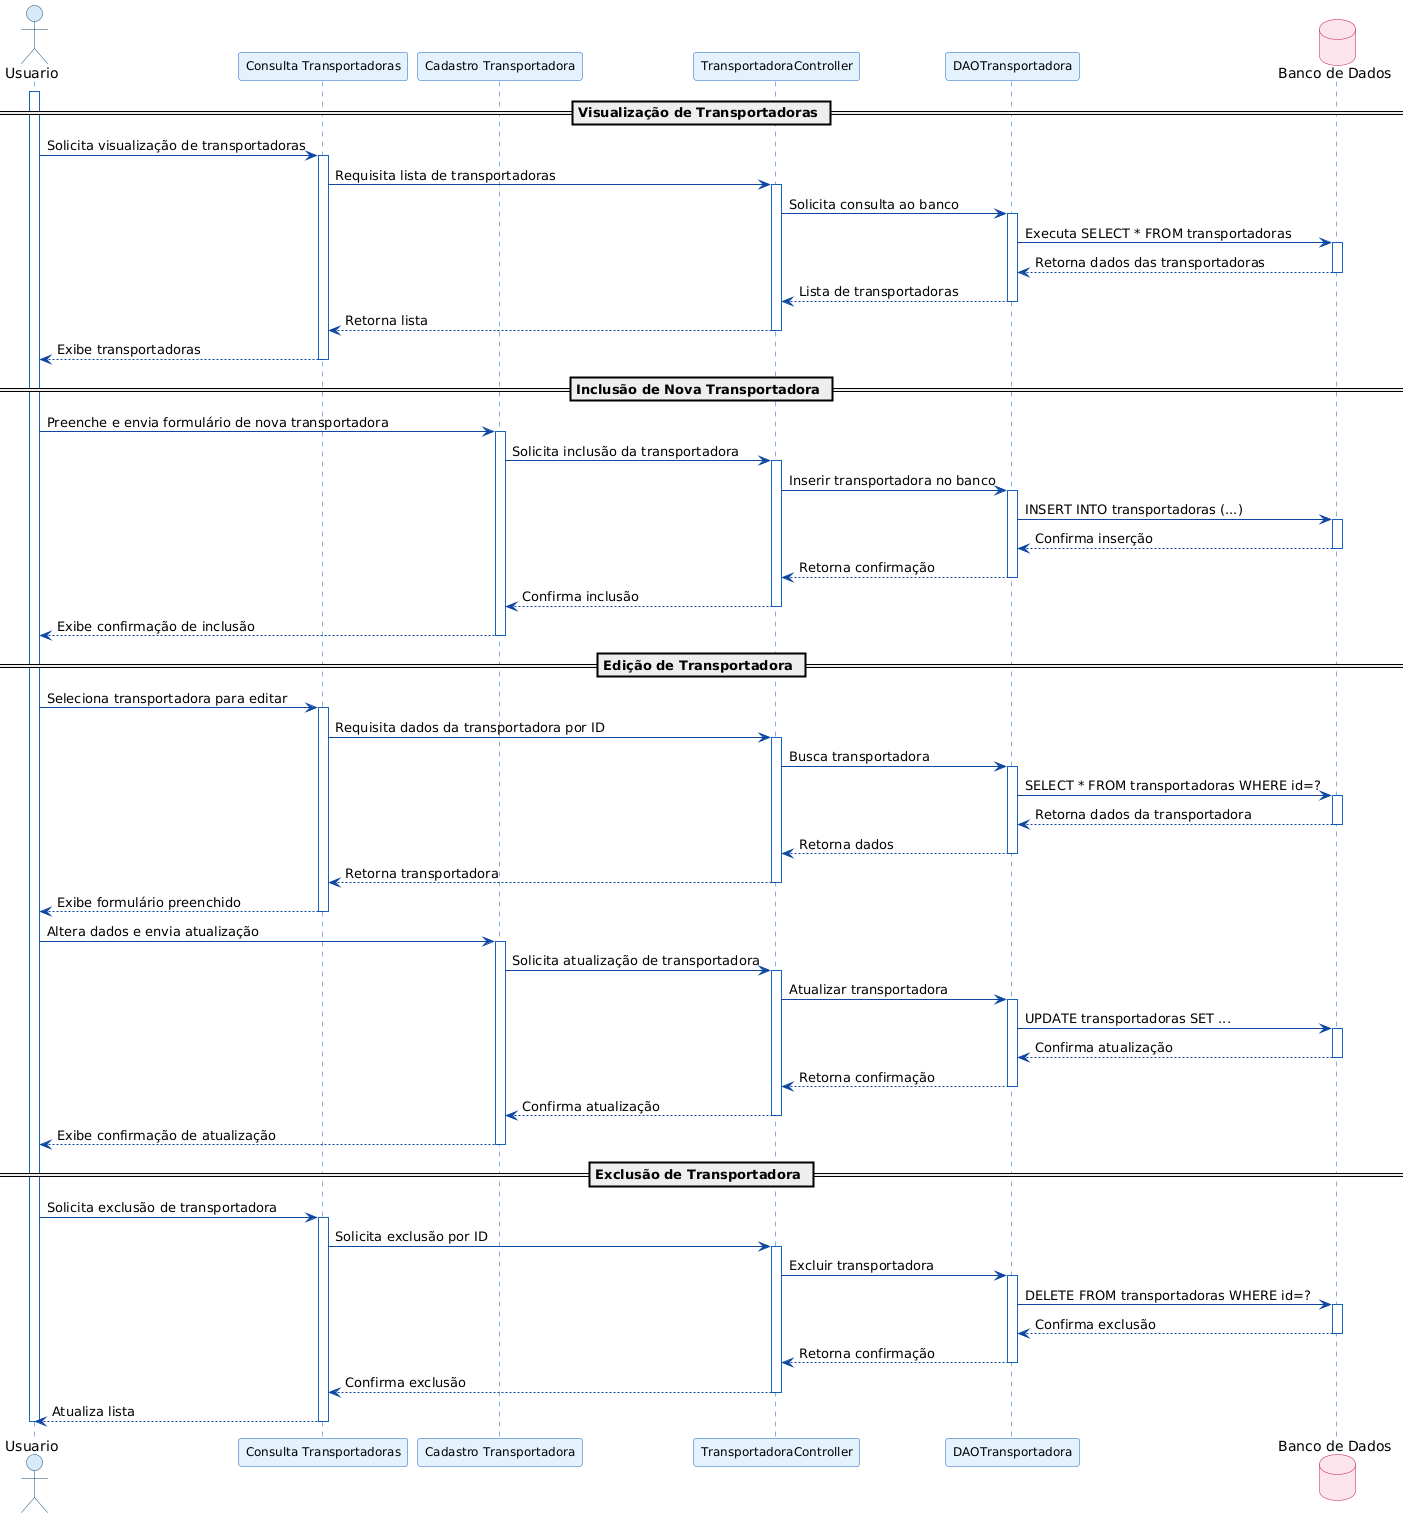 Usuario
Consulta Transportadoras
Cadastro Transportadora
TransportadoraController
DAOTransportadora
Banco de Dados
Visualização de Transportadoras
Solicita visualização de transportadoras
Requisita lista de transportadoras
Solicita consulta ao banco
Executa SELECT * FROM transportadoras
Retorna dados das transportadoras
Lista de transportadoras
Retorna lista
Exibe transportadoras
Inclusão de Nova Transportadora
Preenche e envia formulário de nova transportadora
Solicita inclusão da transportadora
Inserir transportadora no banco
INSERT INTO transportadoras (...)
Confirma inserção
Retorna confirmação
Confirma inclusão
Exibe confirmação de inclusão
Edição de Transportadora
Seleciona transportadora para editar
Requisita dados da transportadora por ID
Busca transportadora
SELECT * FROM transportadoras WHERE id=?
Retorna dados da transportadora
Retorna dados
Retorna transportadora
Exibe formulário preenchido
Altera dados e envia atualização
Solicita atualização de transportadora
Atualizar transportadora
UPDATE transportadoras SET ...
Confirma atualização
Retorna confirmação
Confirma atualização
Exibe confirmação de atualização
Exclusão de Transportadora
Solicita exclusão de transportadora
Solicita exclusão por ID
Excluir transportadora
DELETE FROM transportadoras WHERE id=?
Confirma exclusão
Retorna confirmação
Confirma exclusão
Atualiza lista
Usuario
Consulta Transportadoras
Cadastro Transportadora
TransportadoraController
DAOTransportadora
Banco de Dados